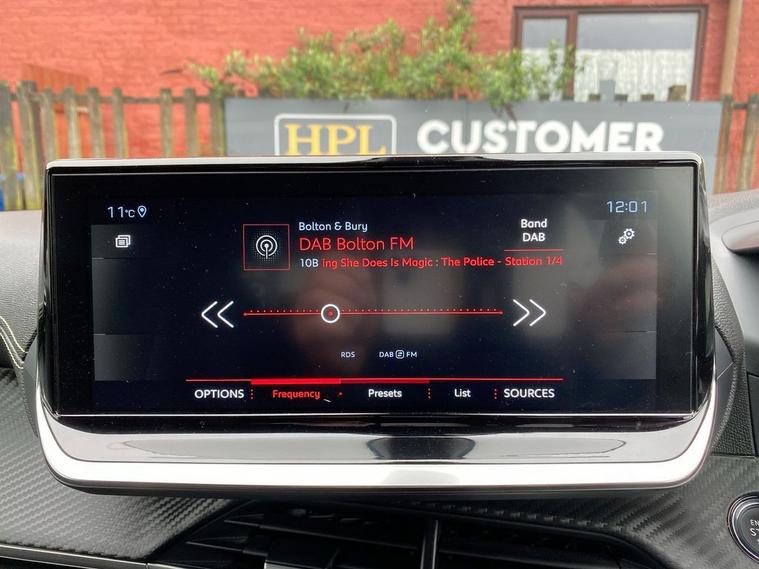 HPL CUSTOMER
11°C 12:01
Bolton & Bury
DAB Bolton FM
10B ing She Does Is Magic : The Police - Station 1/4
Band
DAB
RDS DAB FM
OPTIONS Frequency Presets List SOURCES